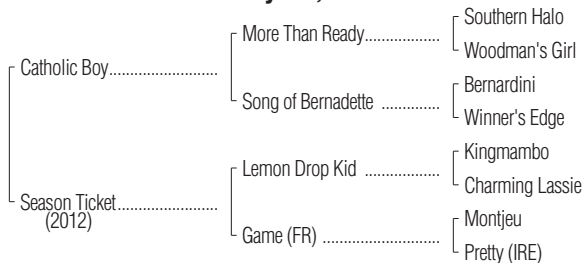 Southern Halo
More Than Ready..................
Woodman's Girl
Catholic Boy..........................
Bernardini
Song of Bernadette ..............
Winner's Edge
Kingmambo
Lemon Drop Kid ..................
Charming Lassie
Season Ticket........................
(2012)
Montjeu
Game (FR) ............................
Pretty (IRE)